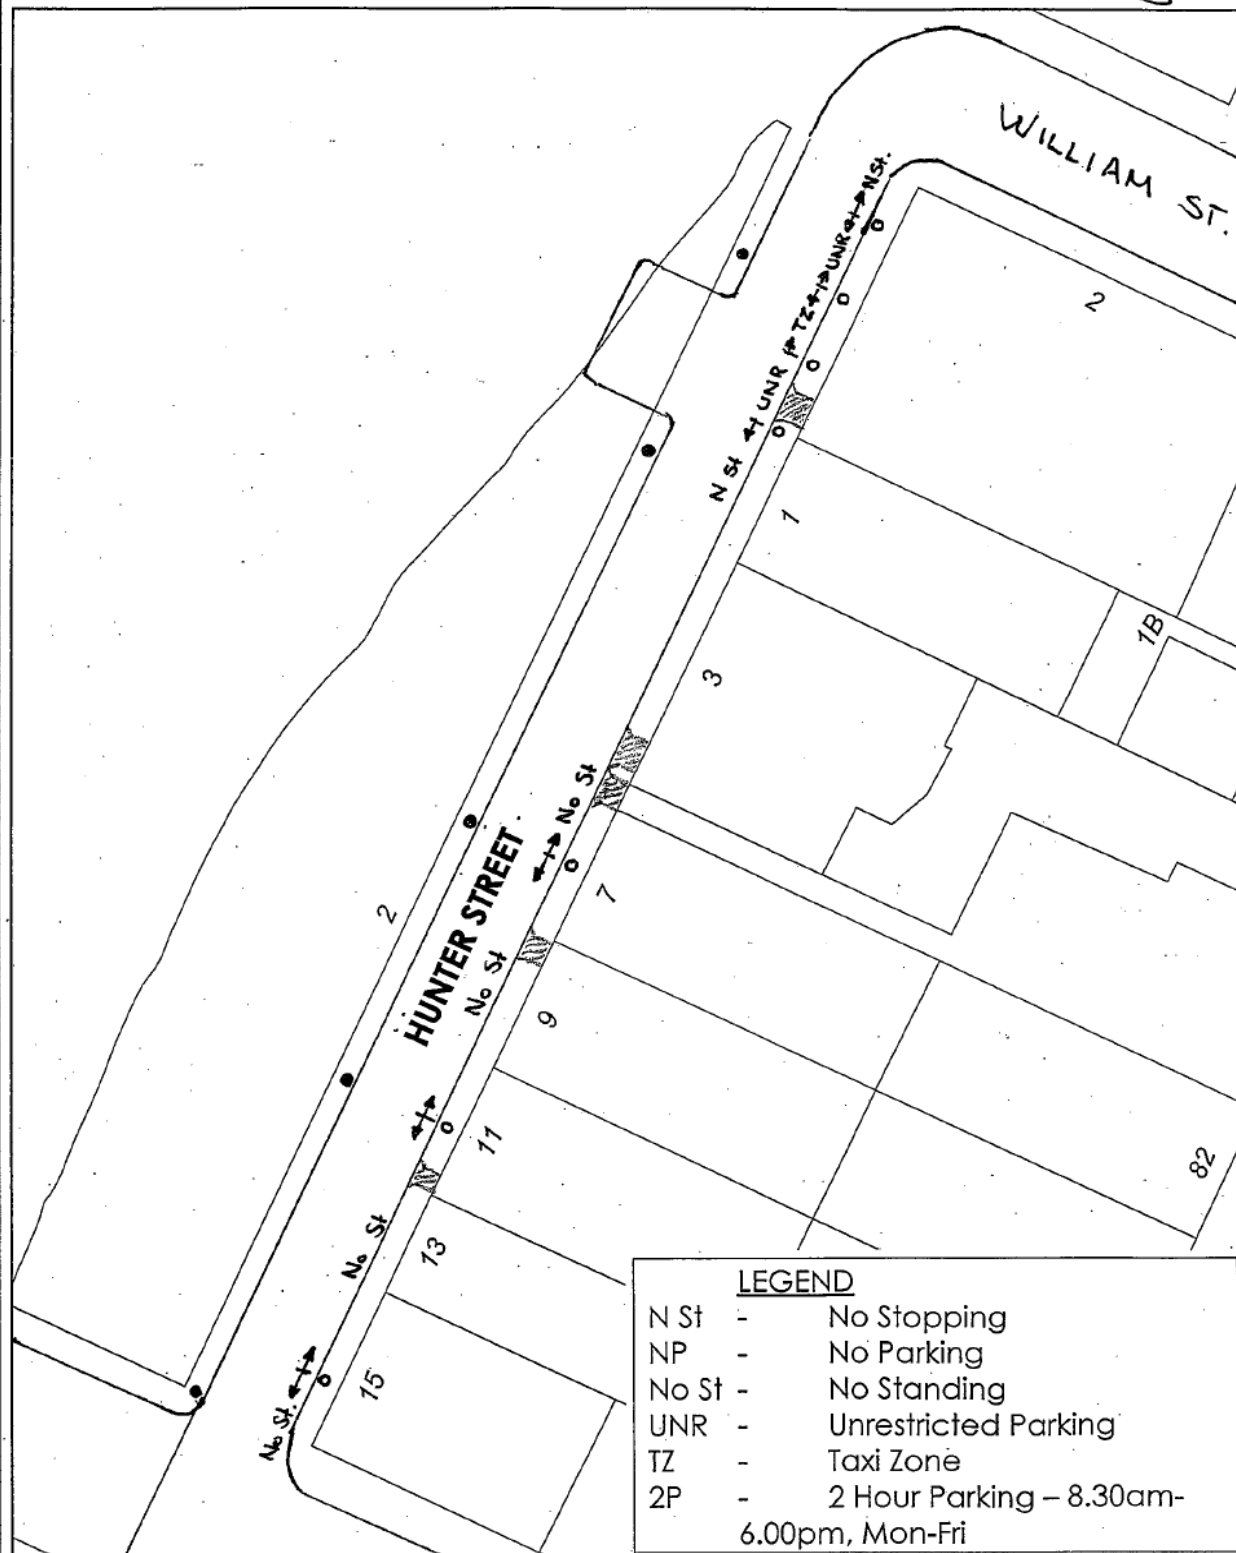 WILLIAM ST.
N St.
UNR
TZ
UNR
N St
2
1
1B
3
No St
HUNTER STREET
2
7
No St
9
11
82
No St
13
15
No St.
LEGEND
N St - No Stopping
NP - No Parking
No St - No Standing
UNR - Unrestricted Parking
TZ - Taxi Zone
2P - 2 Hour Parking – 8.30am-
6.00pm, Mon-Fri